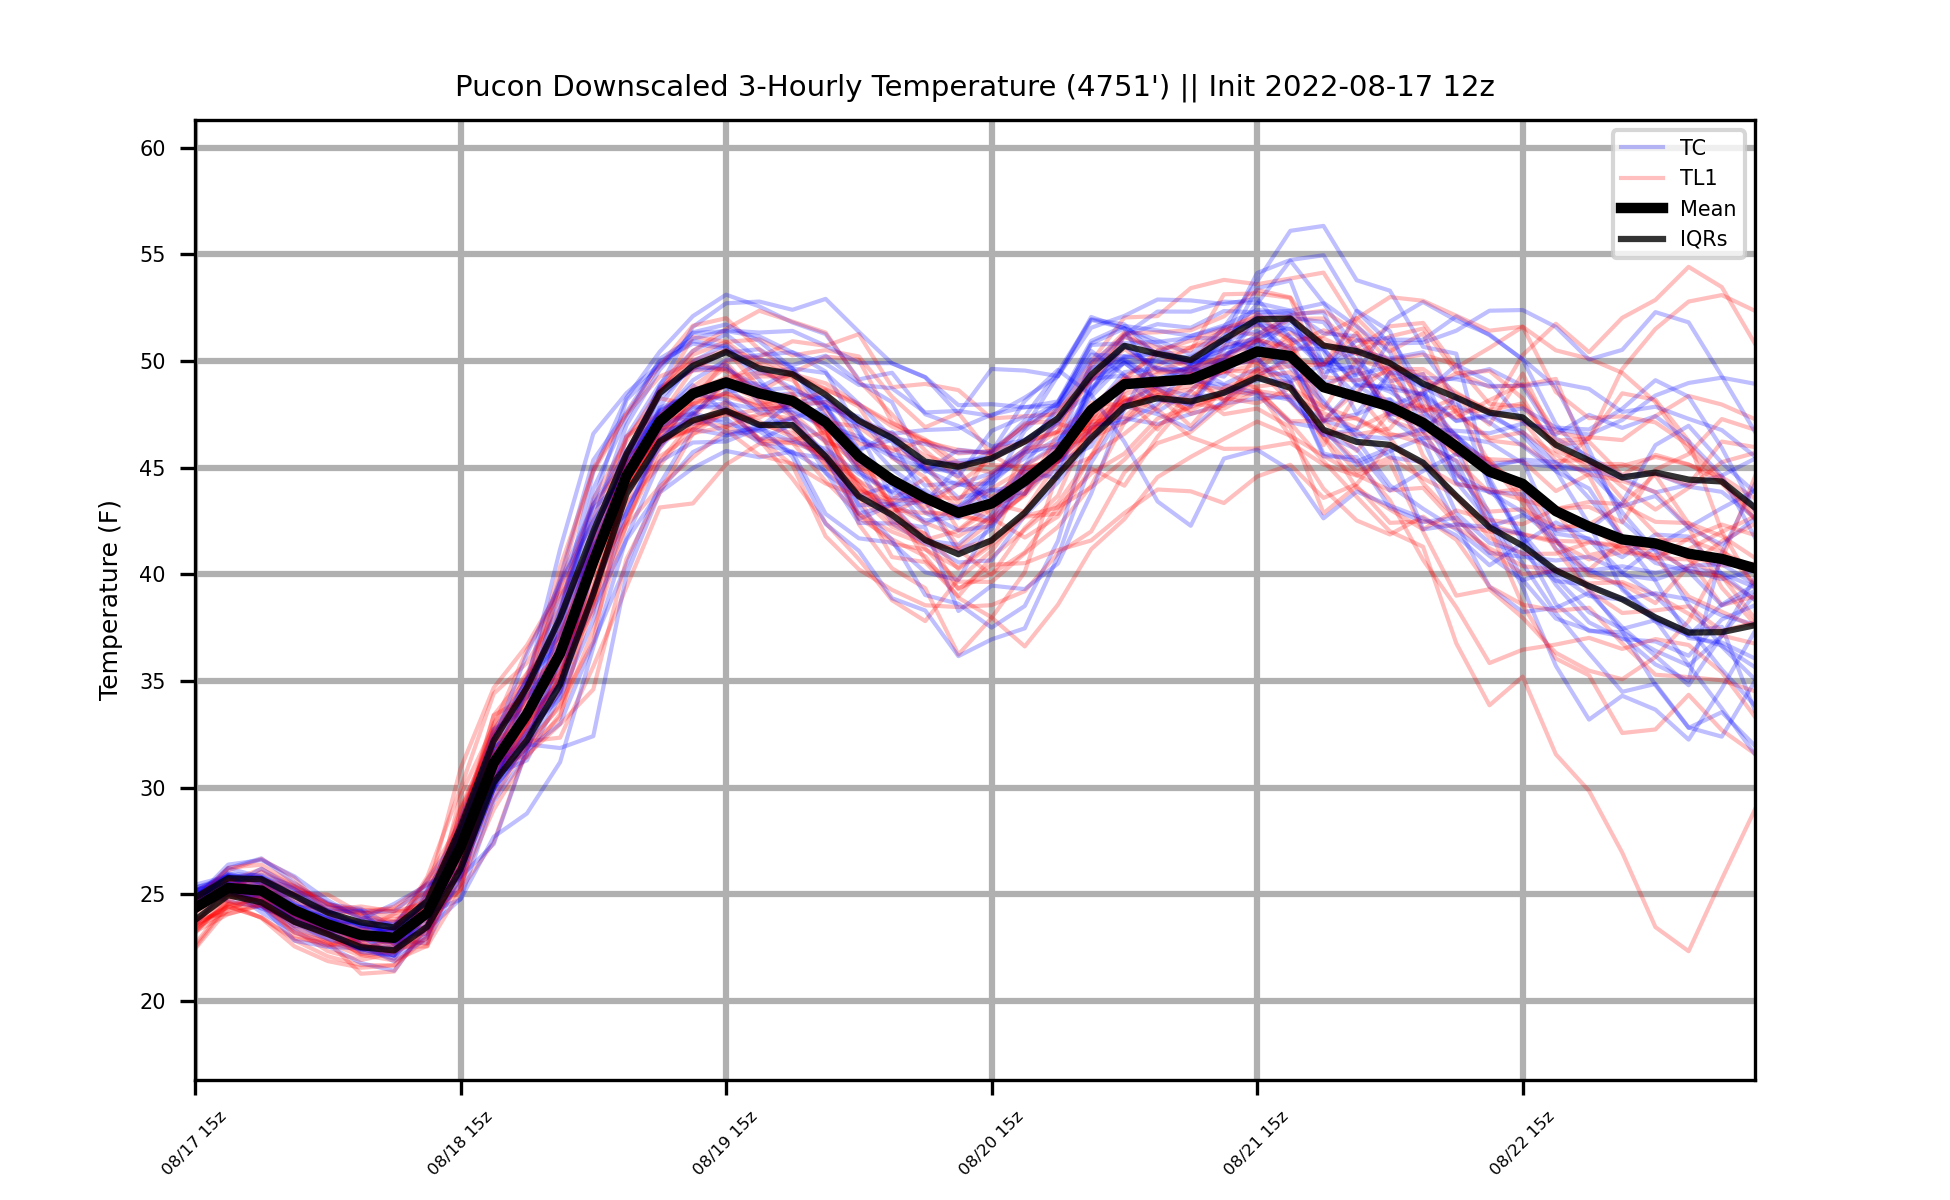 Pucon Downscaled 3-Hourly Temperature (4751') || Init 2022-08-17 12z
Temperature (F)
60
55
50
45
40
35
30
25
20
TC
TL1
Mean
IQRs
08/17 15z
08/18 15z
08/19 15z
08/20 15z
08/21 15z
08/22 15z